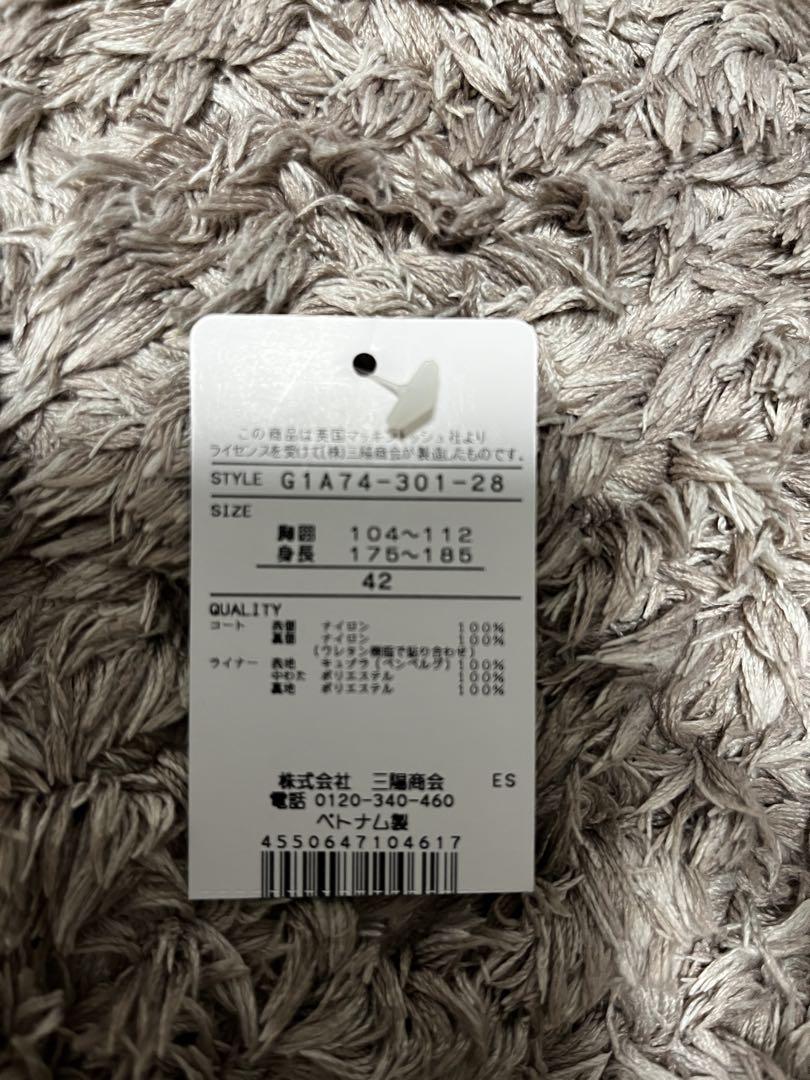 この商品は英国マッキントッシュ社より
ライセンスを受けて(株)三陽商会が製造したものです。
STYLE G1A74-301-28
SIZE
胸囲 104〜112
身長 175〜185
42
QUALITY
コート 表側 ナイロン 100%
裏側 ナイロン 100%
(ウレタン樹脂で貼り合わせ)
ライナー 表地 キュプラ(ベンベルグ) 100%
中わた ポリエステル 100%
裏地 ポリエステル 100%
株式会社 三陽商会 ES
電話 0120-340-460
ベトナム製
4550647104617